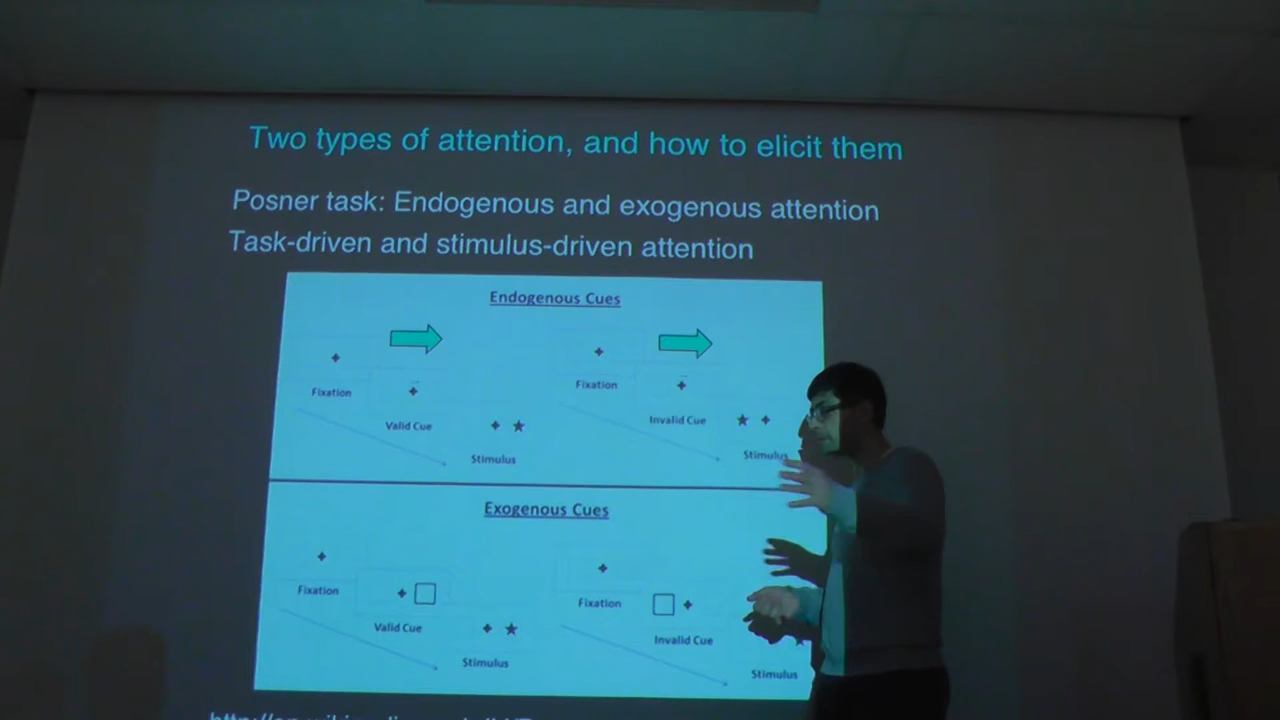 Two types of attention, and how to elicit them
Posner task: Endogenous and exogenous attention
Task-driven and stimulus-driven attention
Endogenous Cues
Fixation
Valid Cue
Stimulus
Fixation
Invalid Cue
Stimulus
Exogenous Cues
Fixation
Valid Cue
Stimulus
Fixation
Invalid Cue
Stimulus